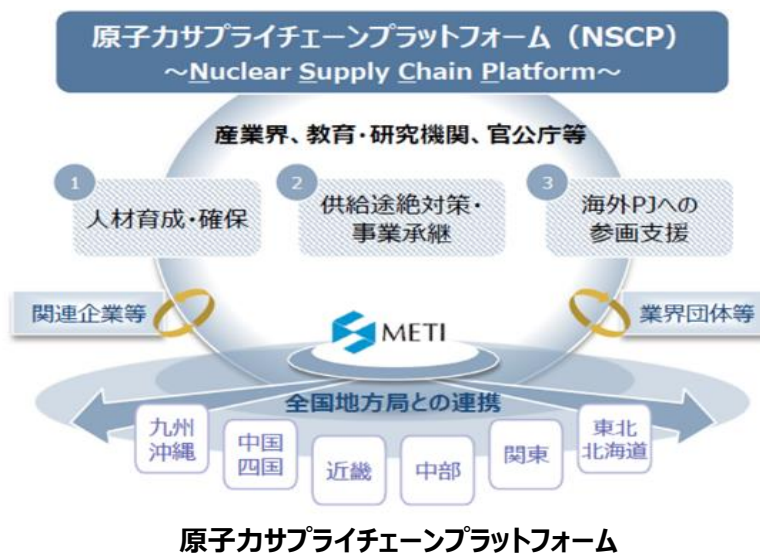 原子力サプライチェーンプラットフォーム（NSCP）
～Nuclear Supply Chain Platform～
産業界、教育・研究機関、官公庁等
1
人材育成・確保
2
供給途絶対策・
事業承継
3
海外PJへの
参画支援
関連企業等
業界団体等
METI
全国地方局との連携
九州
沖縄
中国
四国
近畿
中部
関東
東北
北海道
原子力サプライチェーンプラットフォーム